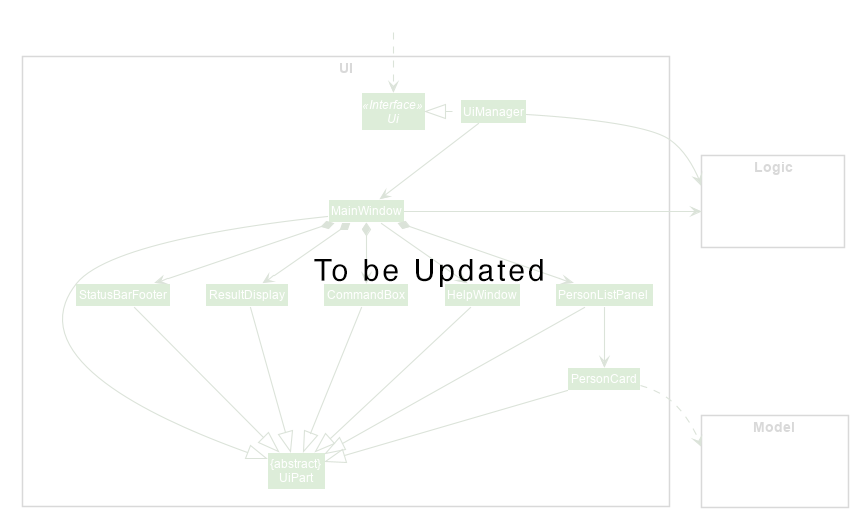 UI
«Interface»
Ui
UiManager
Logic
MainWindow
To be Updated
StatusBarFooter
ResultDisplay
CommandBox
HelpWindow
PersonListPanel
PersonCard
Model
{abstract}
UiPart